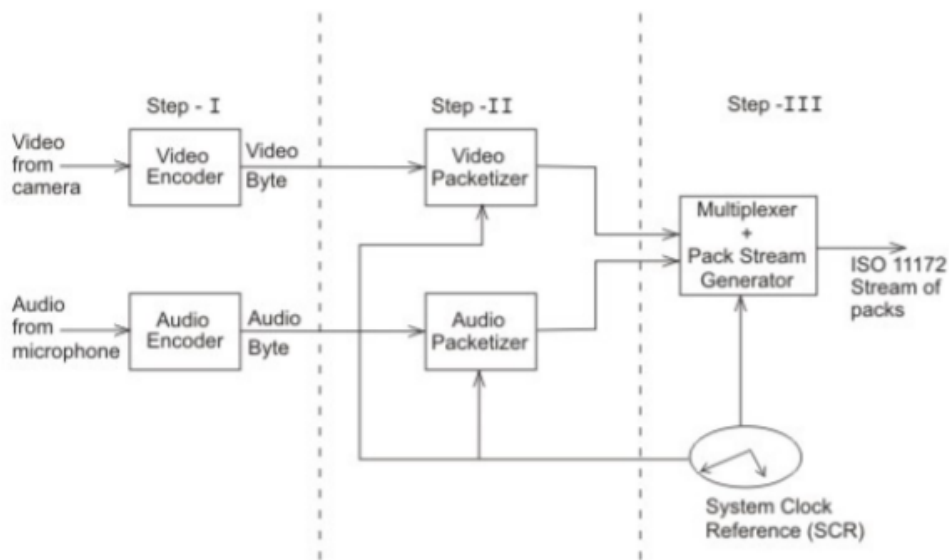 Step - I
Step -II
Step -III
Video
from
camera
Video
Encoder
Video
Byte
Video
Packetizer
Multiplexer
+
Pack Stream
Generator
ISO 11172
Stream of
packs
Audio
from
microphone
Audio
Encoder
Audio
Byte
Audio
Packetizer
System Clock
Reference (SCR)